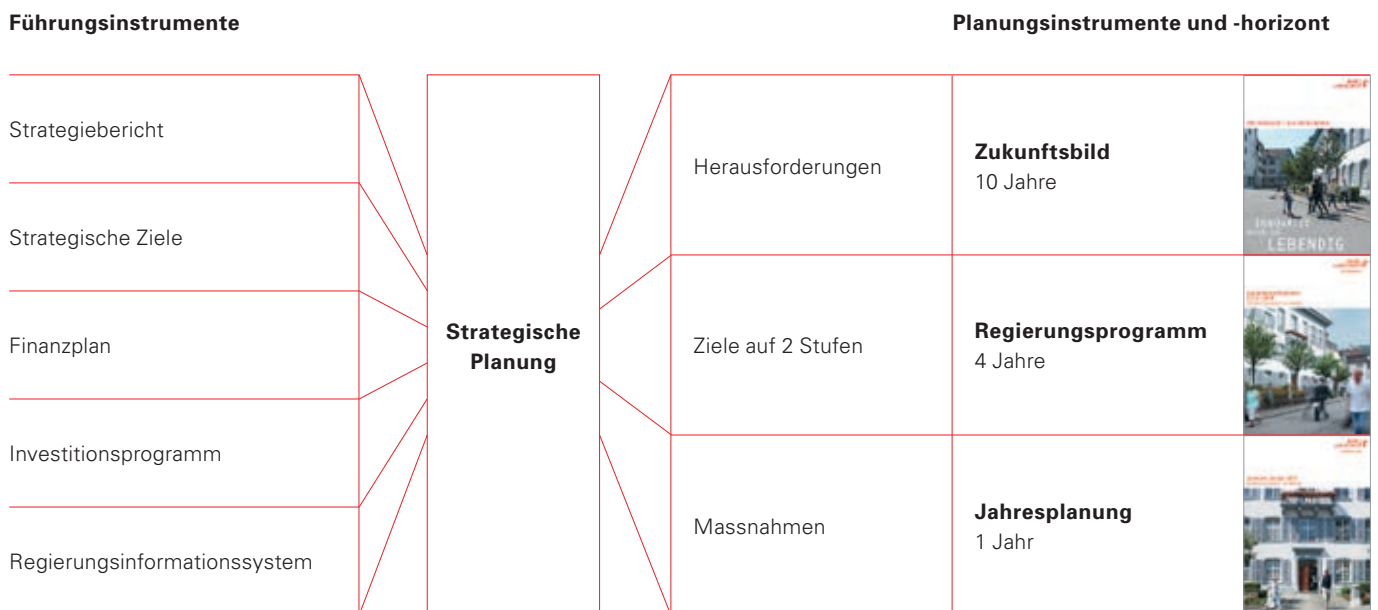 Führungsinstrumente
Planungsinstrumente und -horizont
Strategiebericht
Strategische Ziele
Finanzplan
Investitionsprogramm
Regierungsinformationssystem
Strategische
Planung
Herausforderungen
Zukunftsbild
10 Jahre
Ziele auf 2 Stufen
Regierungsprogramm
4 Jahre
Massnahmen
Jahresplanung
1 Jahr
LEBENDIG